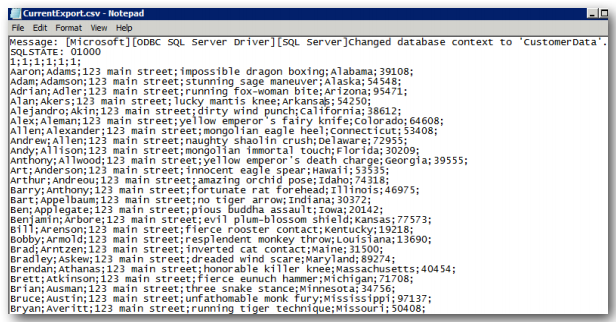 CurrentExport.csv - Notepad
File Edit Format View Help
Message: [Microsoft][ODBC SQL Server Driver][SQL Server]Changed database context to 'CustomerData'.
SQLSTATE: 01000
1;1;1;1;1;1;
Aaron;Adams;123 main street;impossible dragon boxing;Alabama;39108;
Adam;Adamson;123 main street;stunning sage maneuver;Alaska;54548;
Adrian;Adler;123 main street;running fox-woman bite;Arizona;95471;
Alan;Akers;123 main street;lucky mantis knee;Arkansas;54250;
Alejandro;Akin;123 main street;dirty wind punch;California;38612;
Alex;Aleman;123 main street;yellow emperor's fairy knife;Colorado;64608;
Allen;Alexander;123 main street;mongolian eagle heel;Connecticut;53408;
Andrew;Allen;123 main street;naughty shaolin crush;Delaware;72955;
Andy;Allison;123 main street;mongolian immortal touch;Florida;30209;
Anthony;Allwood;123 main street;yellow emperor's death charge;Georgia;39555;
Art;Anderson;123 main street;innocent eagle spear;Hawaii;53535;
Arthur;Andreou;123 main street;amazing orchid pose;Idaho;74318;
Barry;Anthony;123 main street;fortunate rat forehead;Illinois;46975;
Bart;Appelbaum;123 main street;no tiger arrow;Indiana;30372;
Ben;Applegate;123 main street;pious buddha assault;Iowa;20142;
Benjamin;Arbore;123 main street;evil plum-blossom shield;Kansas;77573;
Bill;Arenson;123 main street;fierce rooster contact;Kentucky;19218;
Bobby;Armold;123 main street;resplendent monkey throw;Louisiana;13690;
Brad;Arntzen;123 main street;inverted cat contact;Maine;31500;
Bradley;Askew;123 main street;dreaded wind scare;Maryland;89274;
Brendan;Athanas;123 main street;honorable killer knee;Massachusetts;40454;
Brett;Atkinson;123 main street;fierce eunuch hammer;Michigan;71708;
Brian;Ausman;123 main street;three snake stance;Minnesota;34756;
Bruce;Austin;123 main street;unfathomable monk fury;Mississippi;97137;
Bryan;Averitt;123 main street;running tiger technique;Missouri;50408;